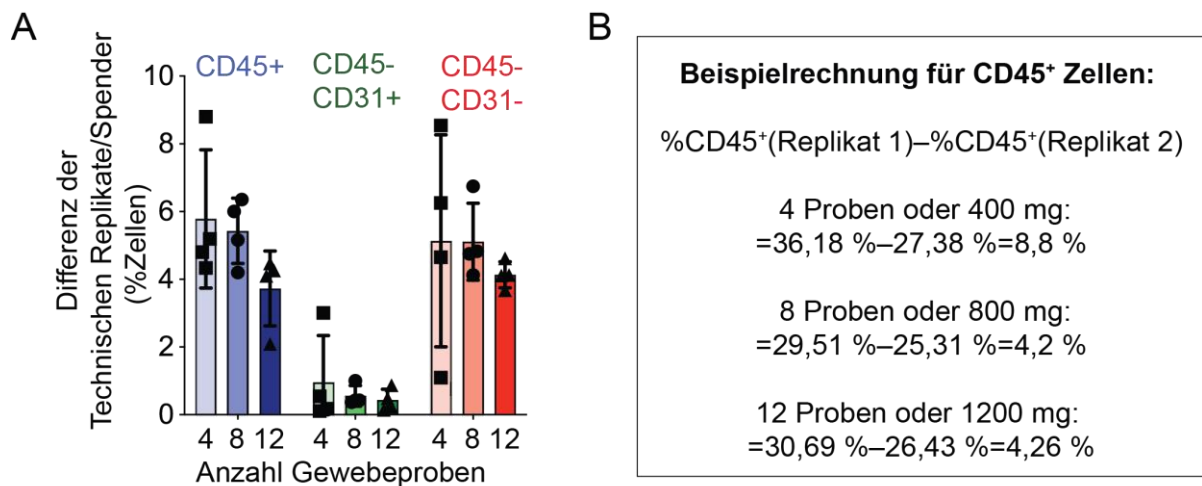 A
CD45+
CD45-
CD31+
CD45-
CD31-
Differenz der
Technischen Replikate/Spender
(%Zellen)
10
8
6
4
2
0
4 8 12 4 8 12 4 8 12
Anzahl Gewebeproben
B
Beispielrechnung für CD45⁺ Zellen:
%CD45⁺(Replikat 1)–%CD45⁺(Replikat 2)
4 Proben oder 400 mg:
=36,18 %–27,38 %=8,8 %
8 Proben oder 800 mg:
=29,51 %–25,31 %=4,2 %
12 Proben oder 1200 mg:
=30,69 %–26,43 %=4,26 %